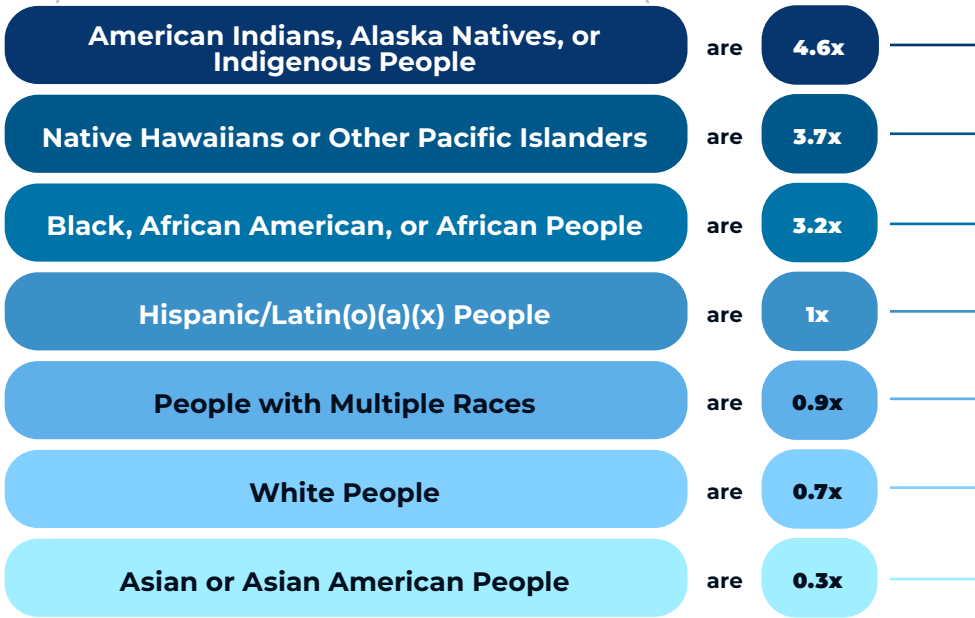 American Indians, Alaska Natives, or
Indigenous People are 4.6x
Native Hawaiians or Other Pacific Islanders are 3.7x
Black, African American, or African People are 3.2x
Hispanic/Latin(o)(a)(x) People are 1x
People with Multiple Races are 0.9x
White People are 0.7x
Asian or Asian American People are 0.3x